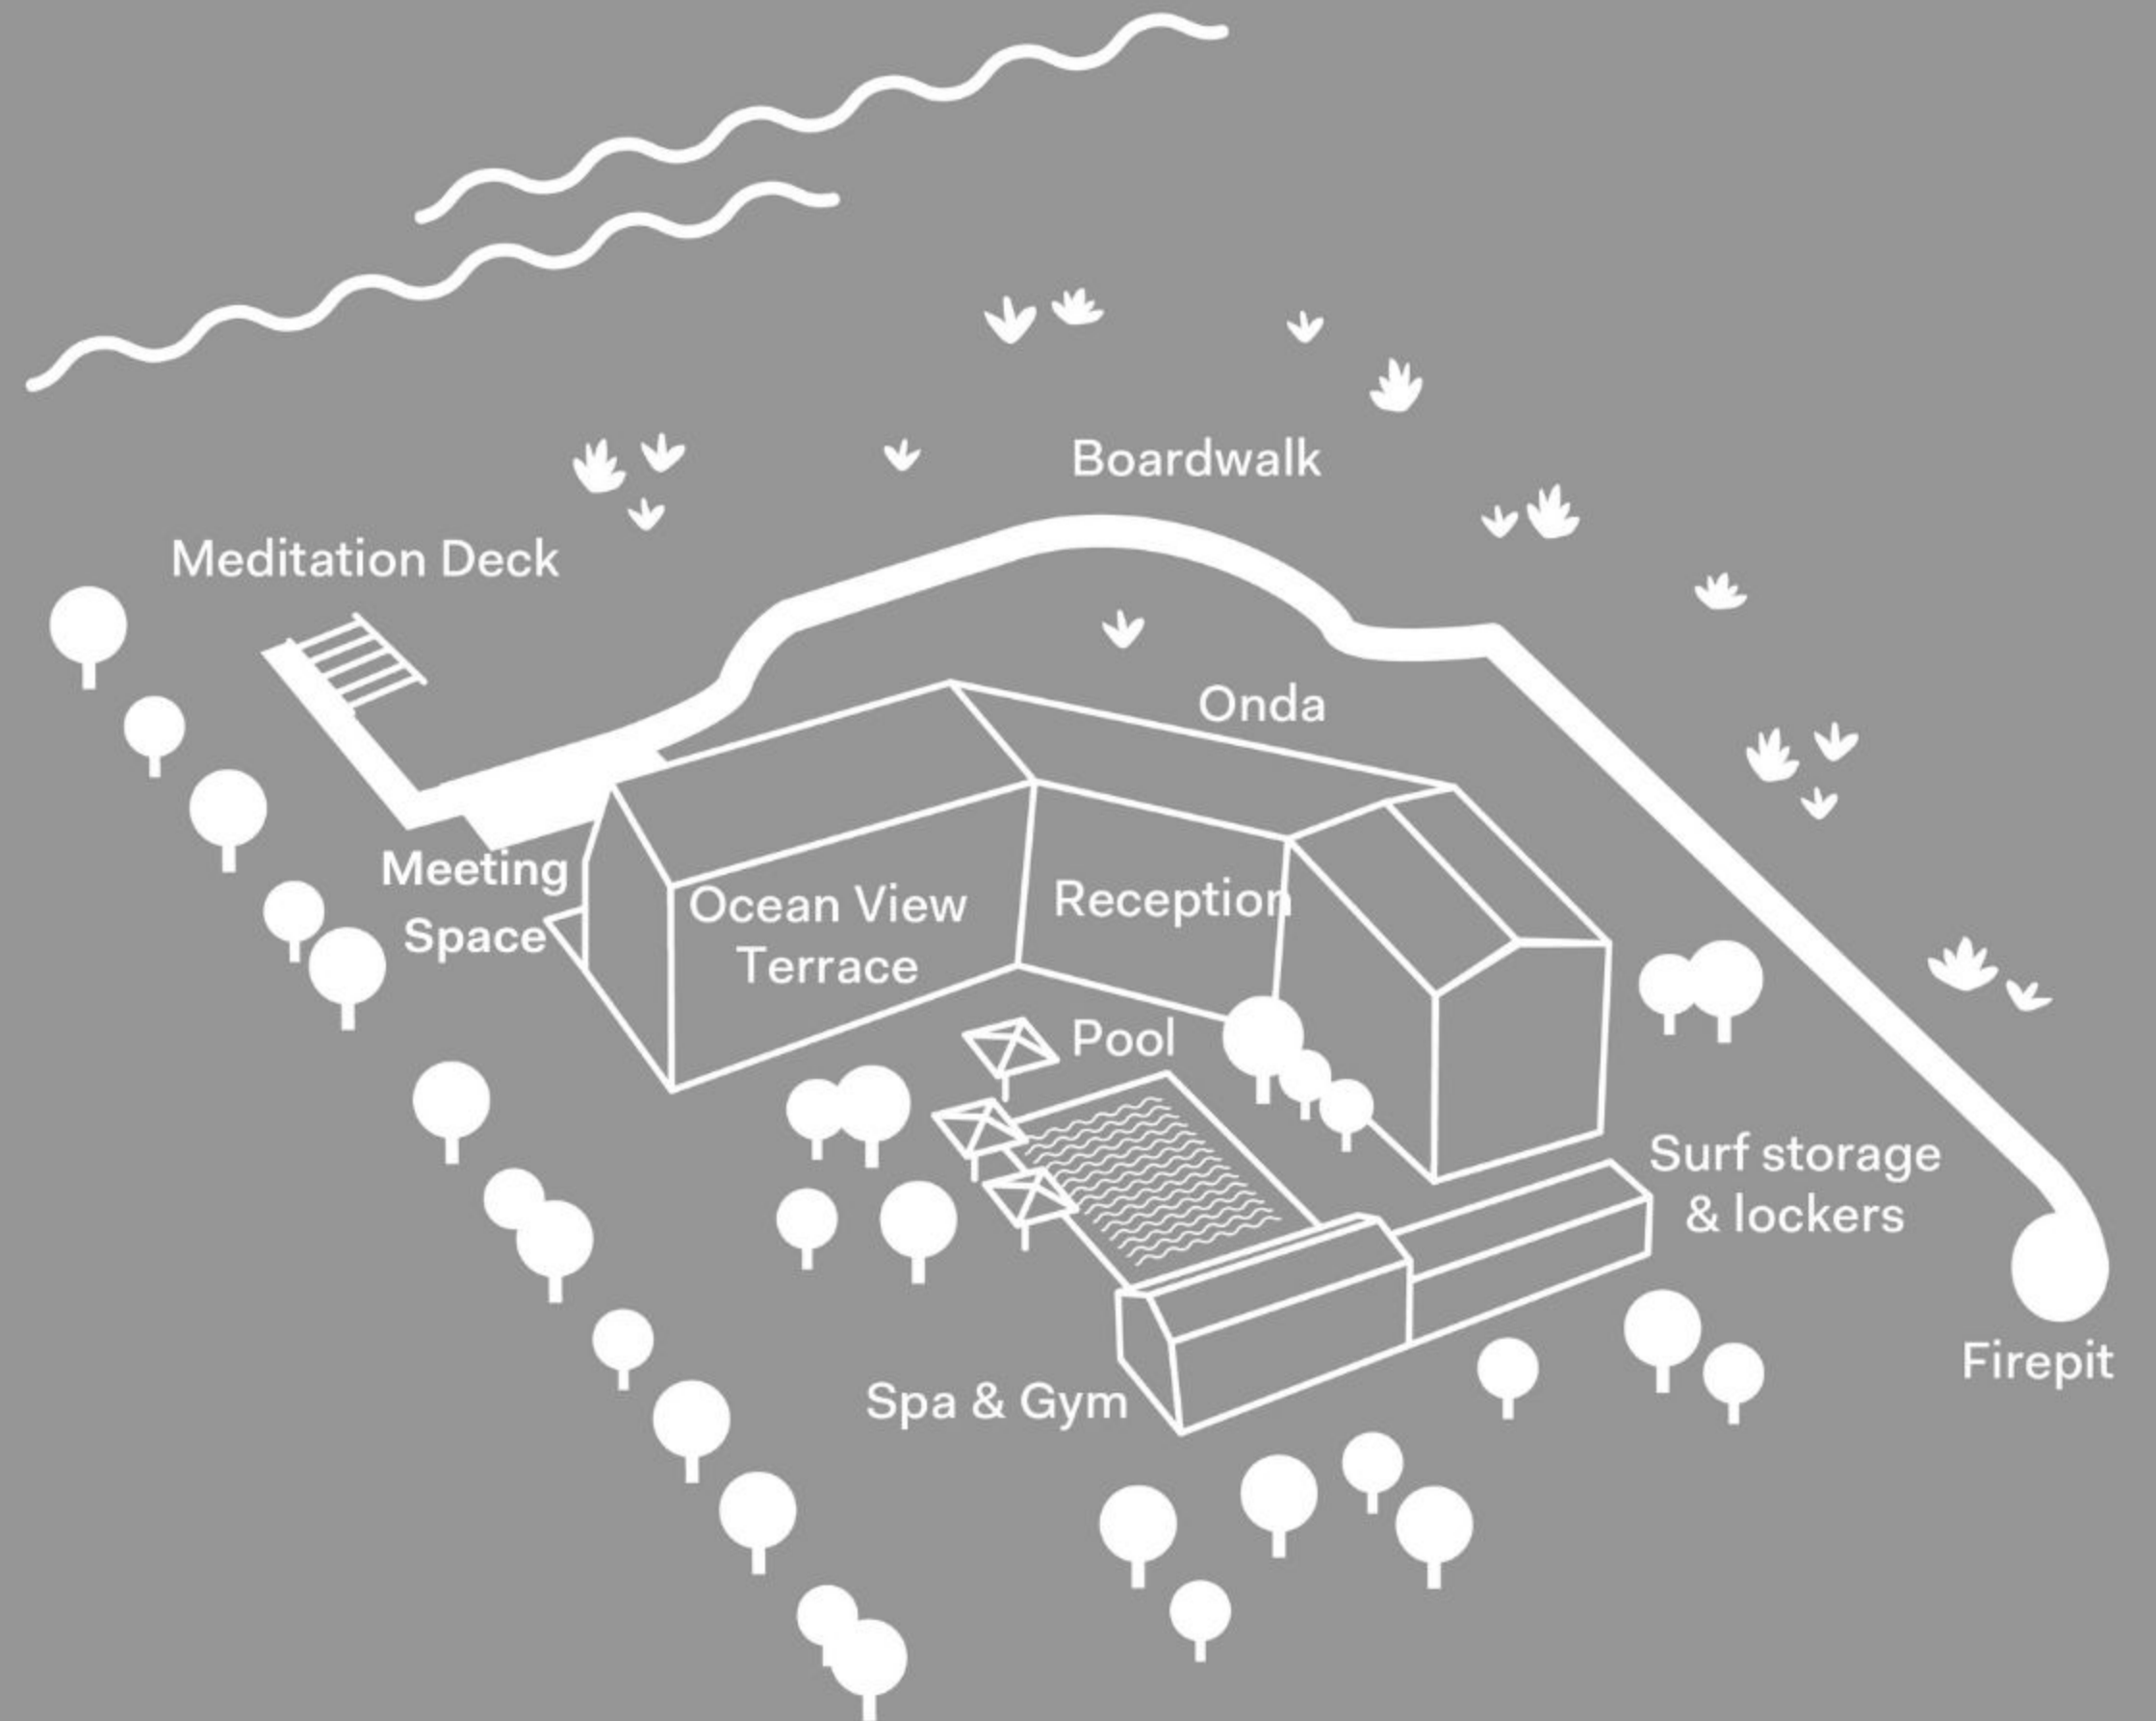 Boardwalk
Meditation Deck
Onda
Meeting
Space
Ocean View
Terrace
Reception
Pool
Surf storage
& lockers
Firepit
Spa & Gym